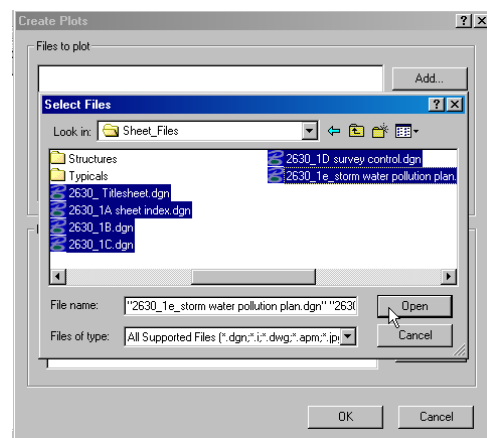 Create Plots
Files to plot
Add...
Select Files
Look in: Sheet_Files
Structures
Typicals
2630_ Titlesheet.dgn
2630_1A sheet index.dgn
2630_1B.dgn
2630_1C.dgn
2630_1D survey control.dgn
2630_1e_storm water pollution plan.
File name: "2630_1e_storm water pollution plan.dgn" "263(
Open
Files of type: All Supported Files (*.dgn;*.i;*.dwg;*.apm;*.jp
Cancel
OK
Cancel